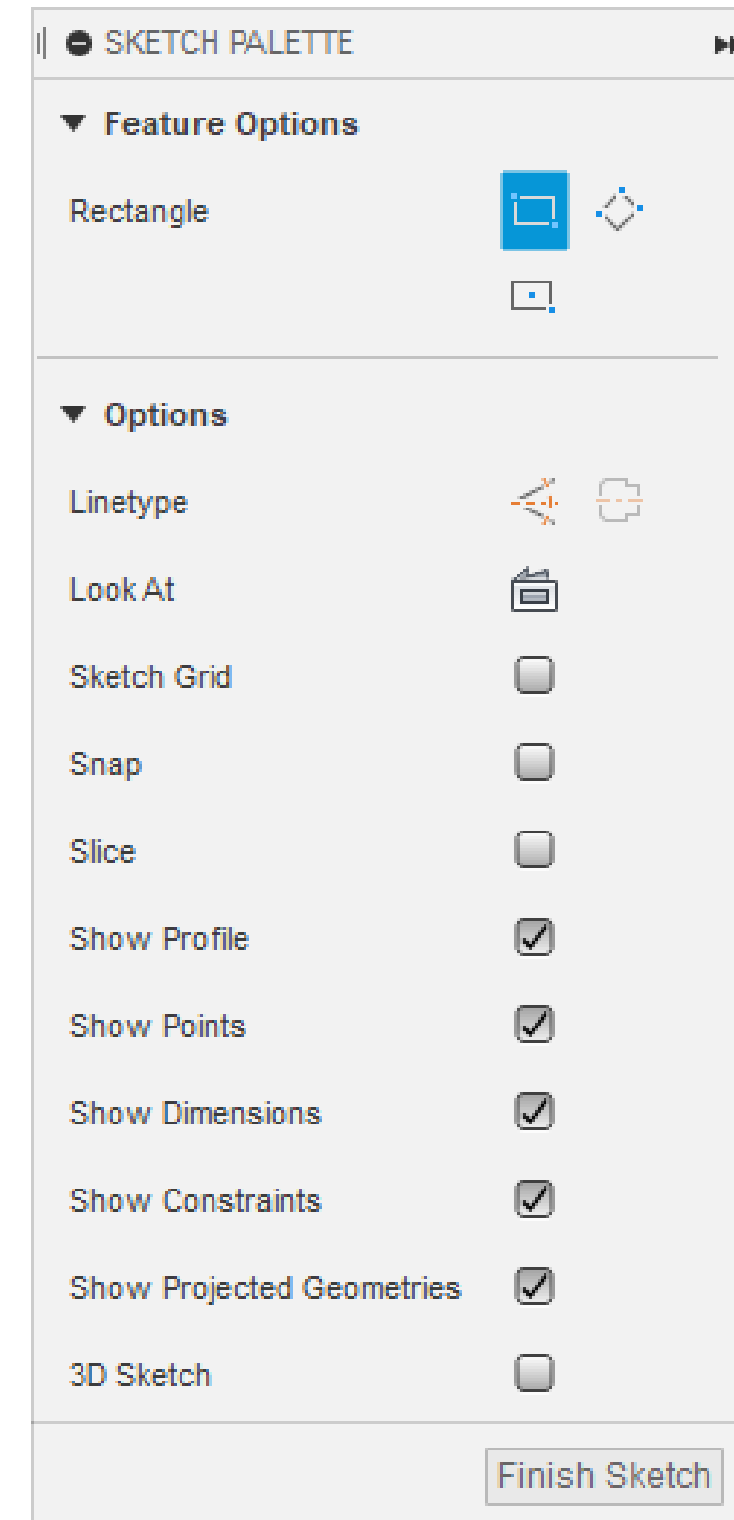 SKETCH PALETTE
Feature Options
Rectangle
Options
Linetype
Look At
Sketch Grid
Snap
Slice
Show Profile
Show Points
Show Dimensions
Show Constraints
Show Projected Geometries
3D Sketch
Finish Sketch